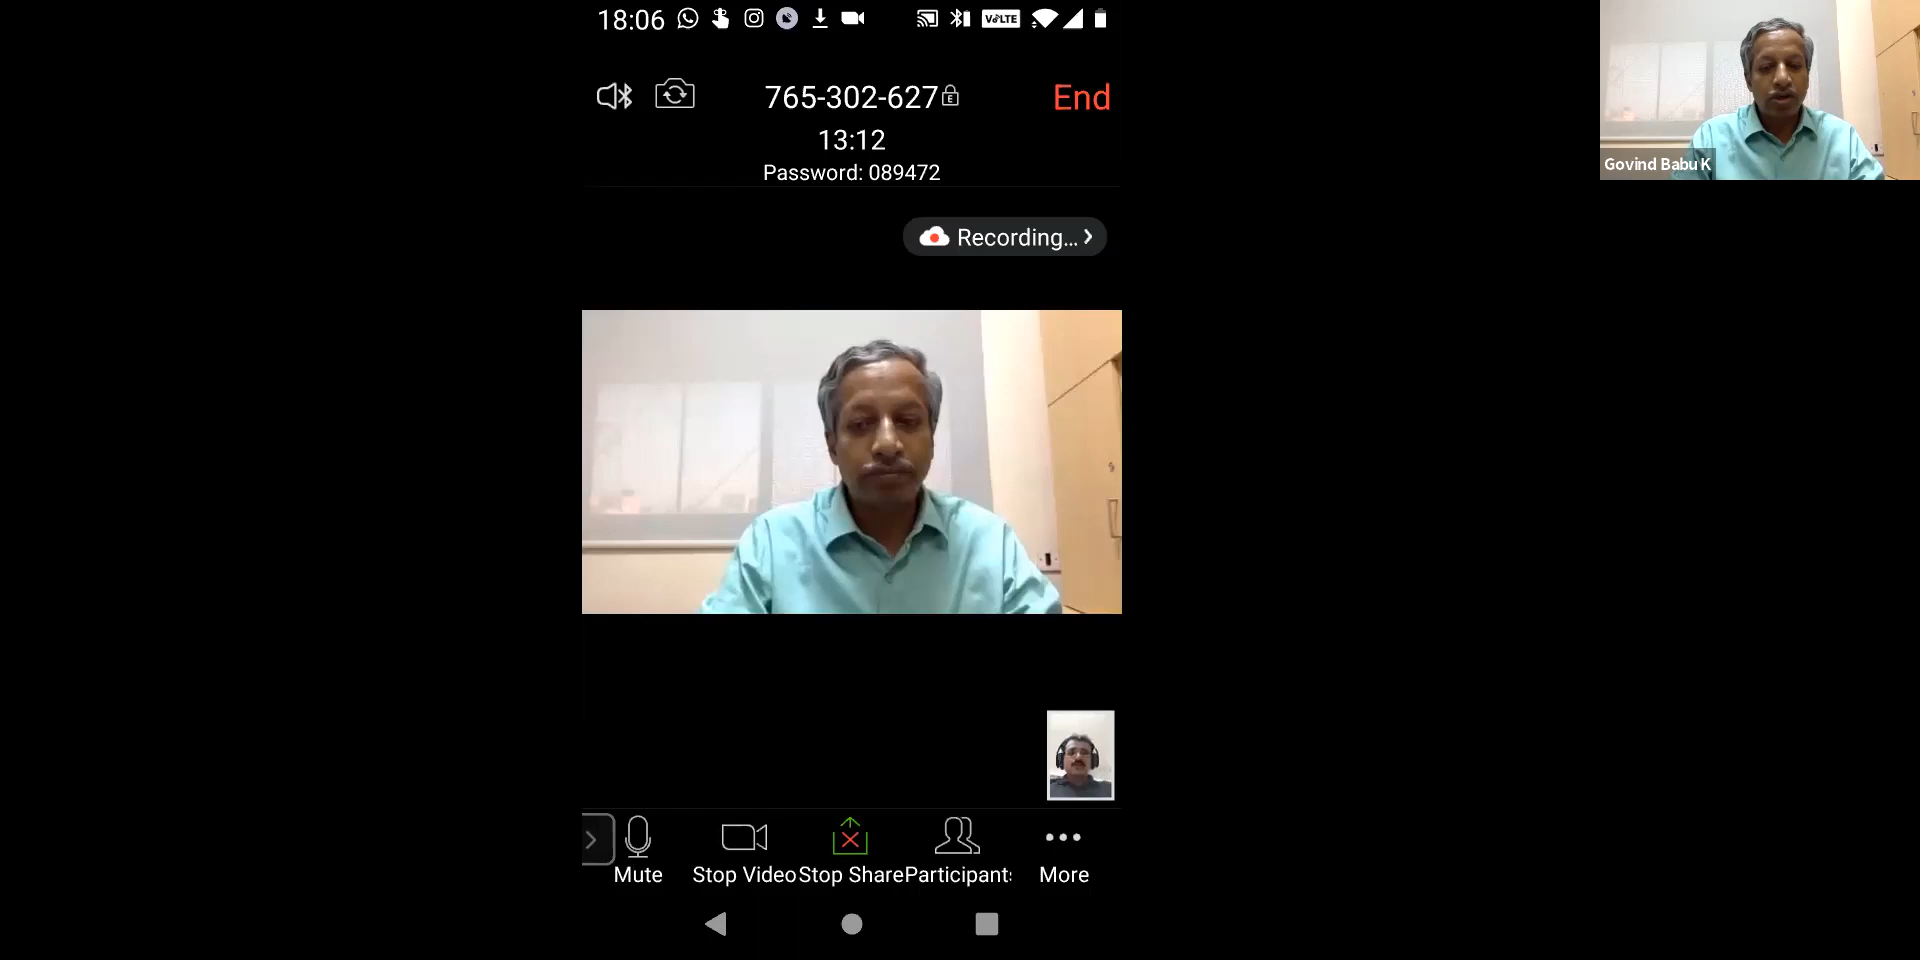 18:06
VoLTE
765-302-627
E
End
13:12
Password: 089472
Recording...
Govind Babu K
Mute
Stop Video
Stop Share
Participant
More